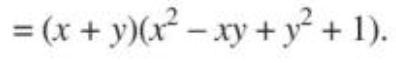 = (x + y)(x² – xy + y² + 1).